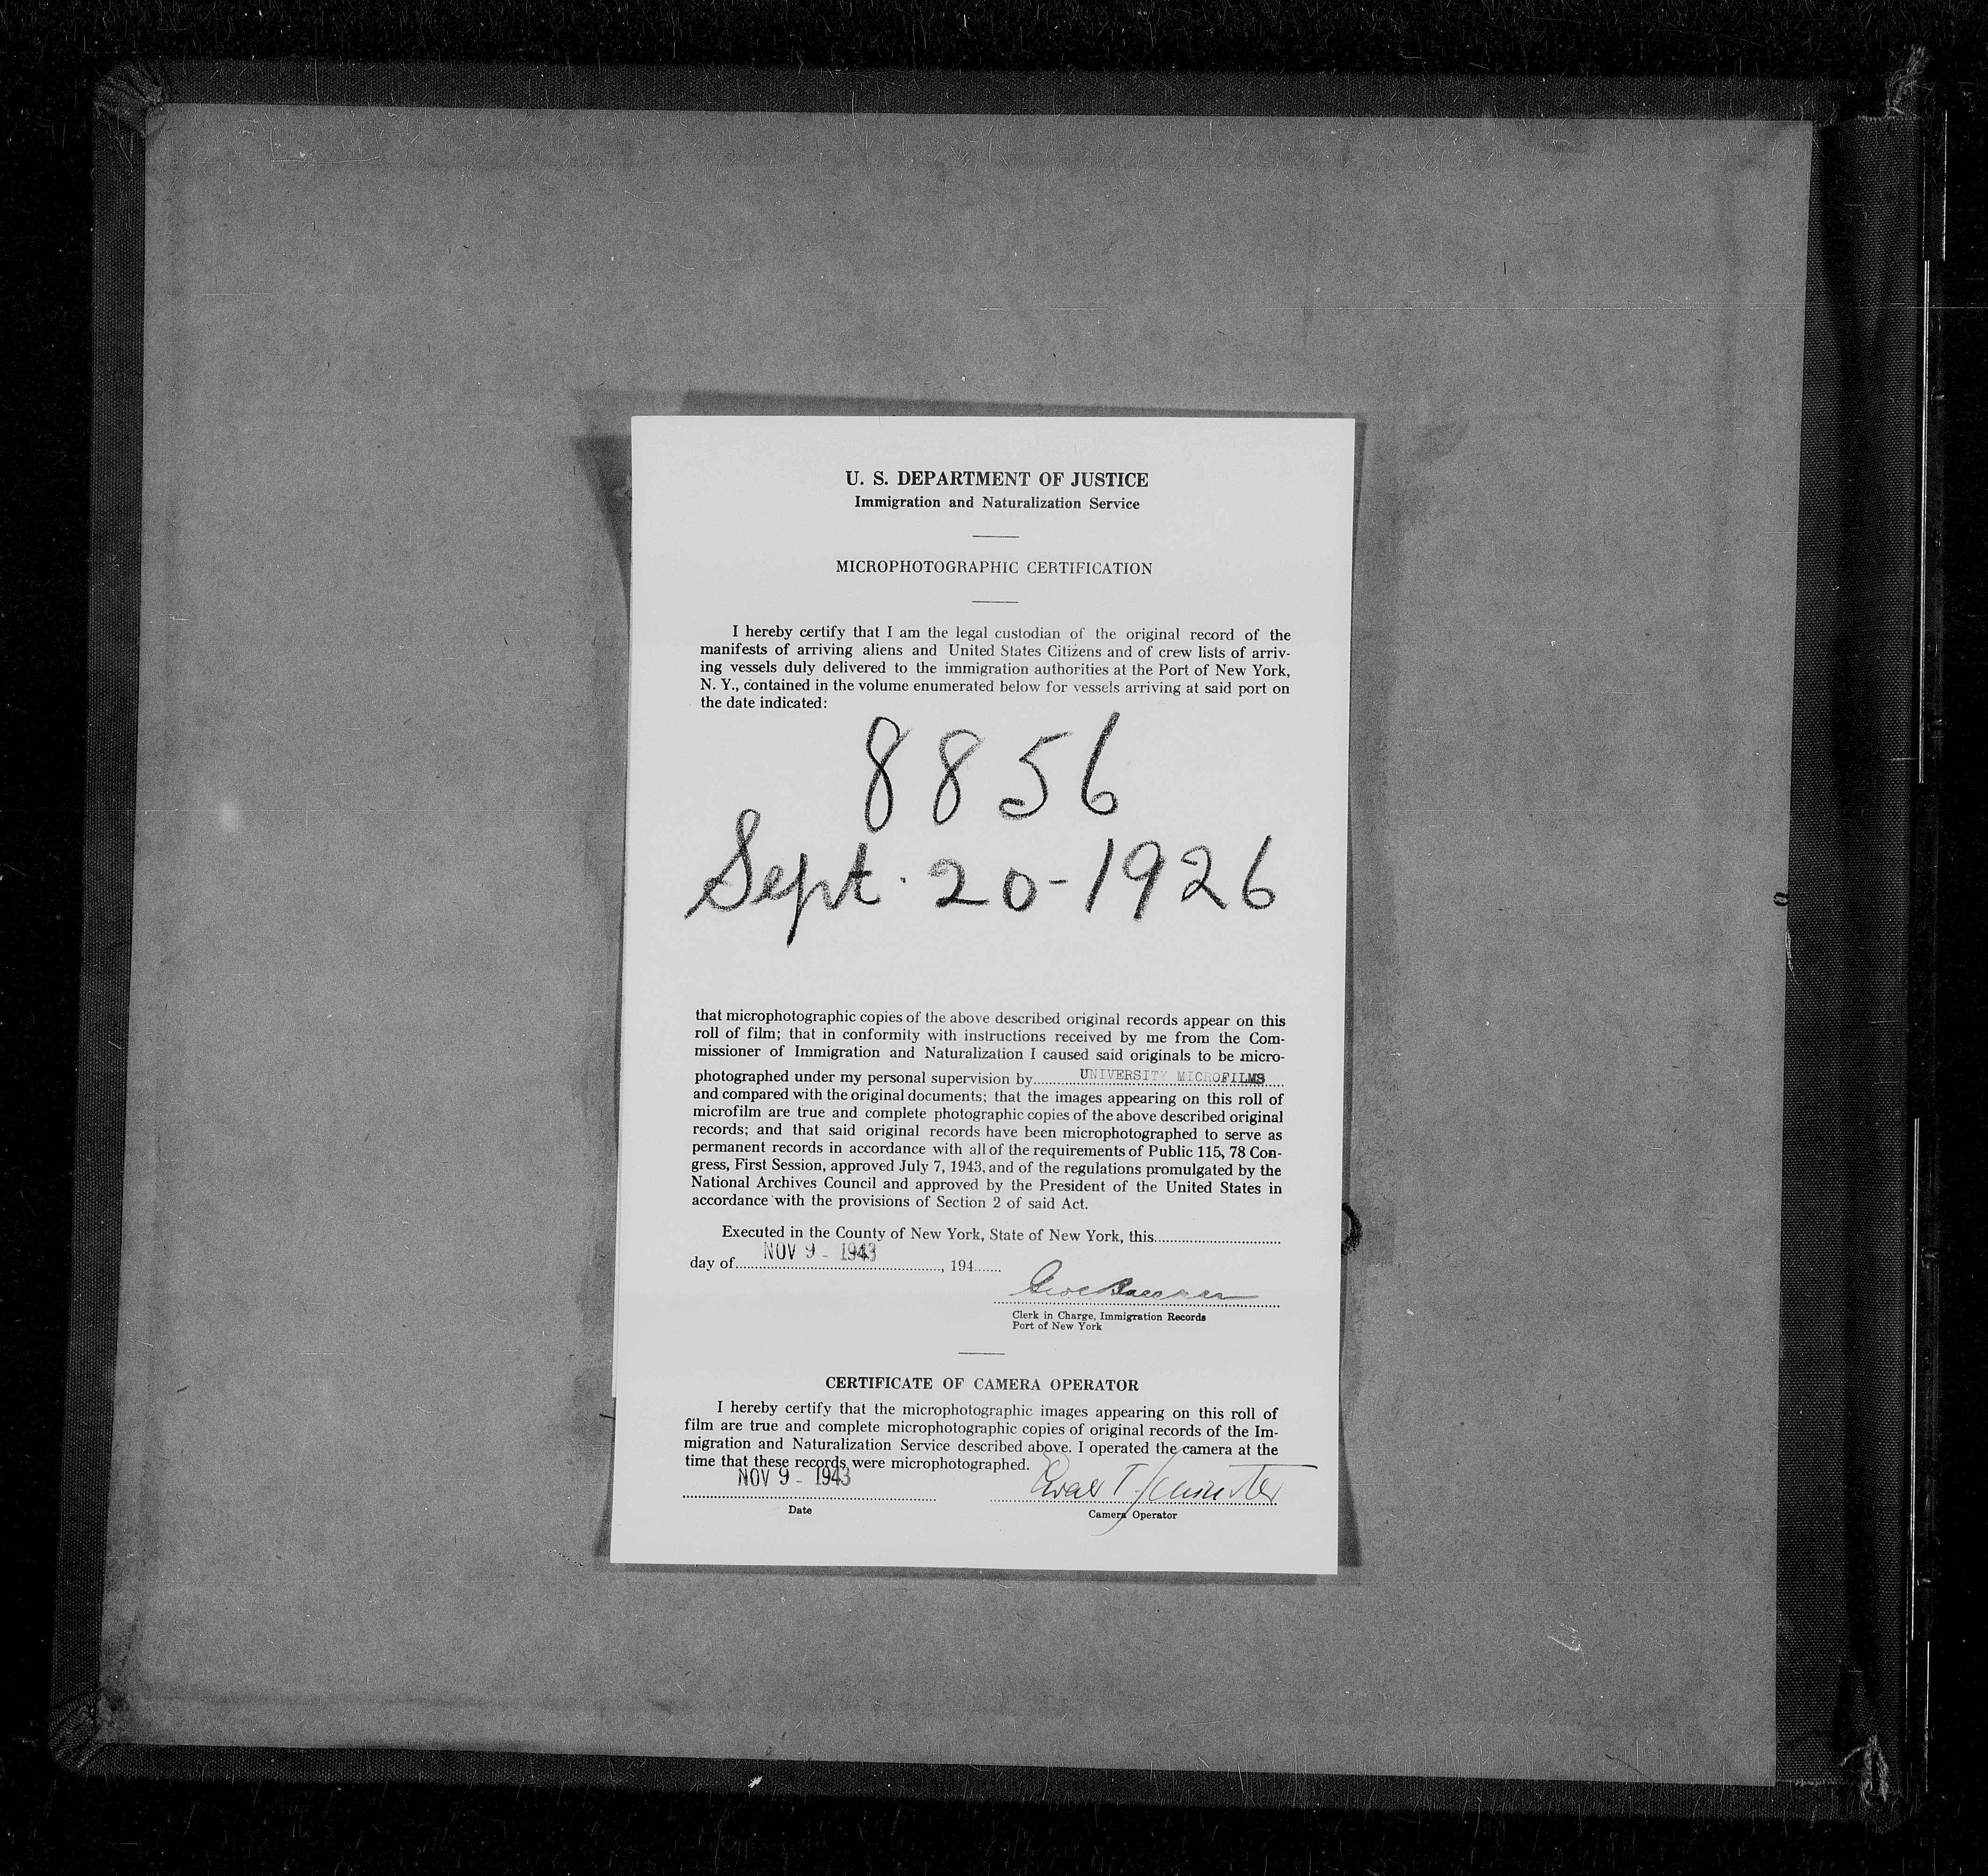 U. S. DEPARTMENT OF JUSTICE
Immigration and Naturalization Service
MICROPHOTOGRAPHIC CERTIFICATION
I hereby certify that I am the legal custodian of the original record of the
manifests of arriving aliens and United States Citizens and of crew lists of arriv-
ing vessels duly delivered to the immigration authorities at the Port of New York,
N. Y., contained in the volume enumerated below for vessels arriving at said port on
the date indicated:
8856
Sept. 20-1926
that microphotographic copies of the above described original records appear on this
roll of film; that in conformity with instructions received by me from the Com-
missioner of Immigration and Naturalization I caused said originals to be micro-
photographed under my personal supervision by UNIVERSITY MICROFILMS
and compared with the original documents; that the images appearing on this roll of
microfilm are true and complete photographic copies of the above described original
records; and that said original records have been microphotographed to serve as
permanent records in accordance with all of the requirements of Public 115, 78 Con-
gress, First Session, approved July 7, 1943, and of the regulations promulgated by the
National Archives Council and approved by the President of the United States in
accordance with the provisions of Section 2 of said Act.
Executed in the County of New York, State of New York, this
day of NOV 9 - 1943, 194
Clerk in Charge, Immigration Records
Port of New York
CERTIFICATE OF CAMERA OPERATOR
I hereby certify that the microphotographic images appearing on this roll of
film are true and complete microphotographic copies of original records of the Im-
migration and Naturalization Service described above. I operated the camera at the
time that these records were microphotographed.
NOV 9 - 1943
Date
Camera Operator